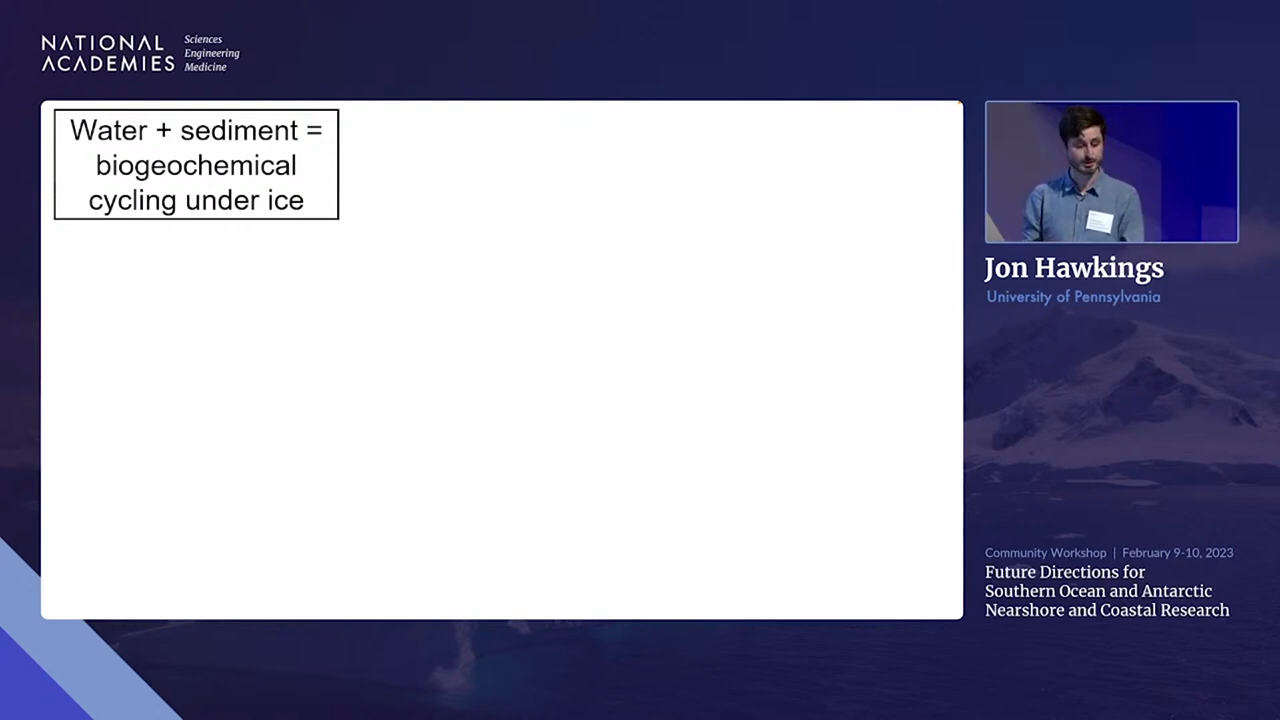 NATIONAL
ACADEMIES
Sciences
Engineering
Medicine
Water + sediment =
biogeochemical
cycling under ice
Jon Hawkings
University of Pennsylvania
Community Workshop | February 9-10, 2023
Future Directions for
Southern Ocean and Antarctic
Nearshore and Coastal Research